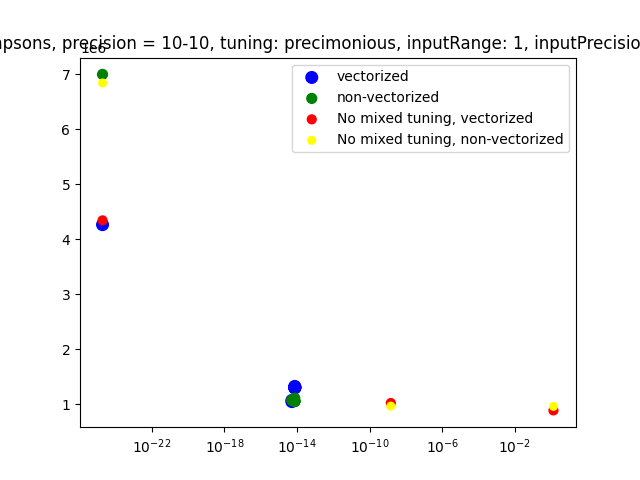 psons, precision = 10-10, tuning: precimonious, inputRange: 1, inputPrecisio
1e6
vectorized
non-vectorized
No mixed tuning, vectorized
No mixed tuning, non-vectorized
7
6
5
4
3
2
1
10⁻²² 10⁻¹⁸ 10⁻¹⁴ 10⁻¹⁰ 10⁻⁶ 10⁻²